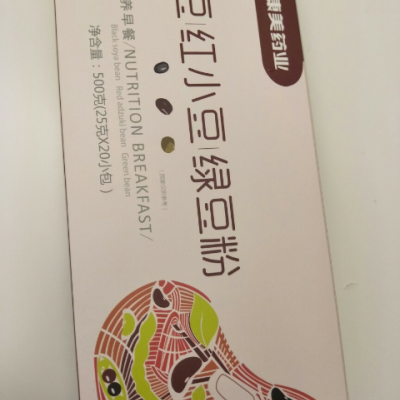 康美药业
豆|红小豆|绿豆粉
养早餐/NUTRITION BREAKFAST/
Black soya bean Red adzuki bean Green bean
净含量：500克(25克X20小包)